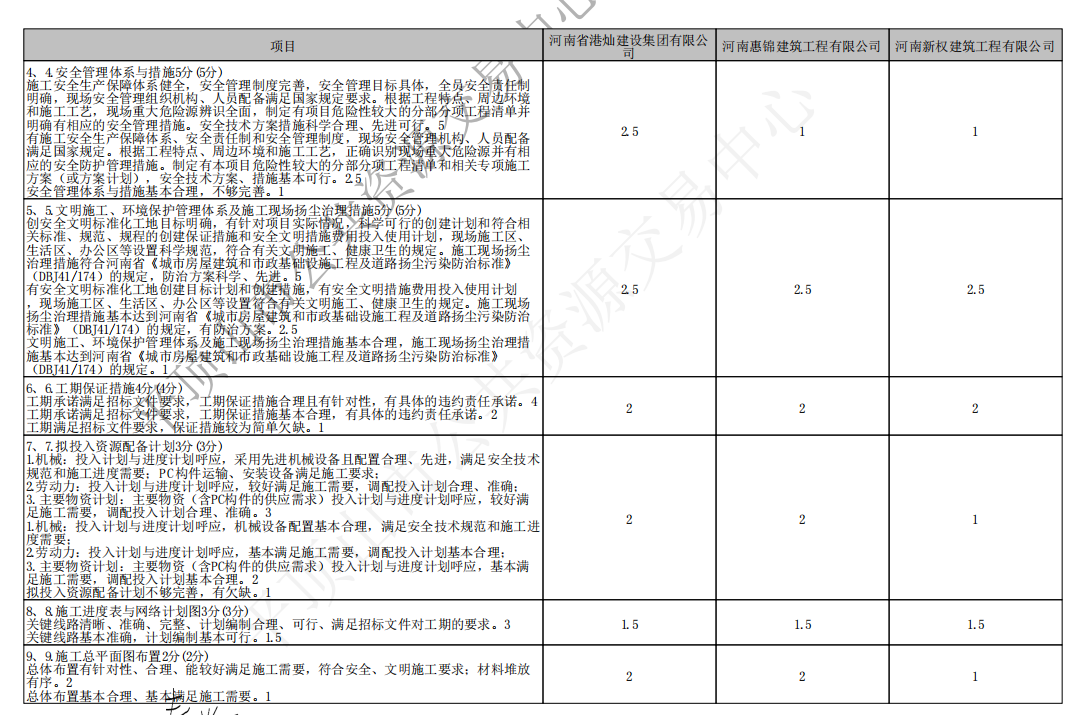 项目
河南省港灿建设集团有限公
司
河南惠锦建筑工程有限公司
河南新权建筑工程有限公司
4、4.安全管理体系与措施5分(5分)
施工安全生产保障体系健全，安全管理制度完善，安全管理目标具体，全员安全责任制
明确，现场安全管理组织机构、人员配备满足国家规定要求。根据工程特点、周边环境
和施工工艺，现场重大危险源辨识全面，制定有项目危险性较大的分部分项工程清单并
明确有相应的安全管理措施。安全技术方案措施科学合理、先进可行。5
有施工安全生产保障体系、安全责任制和安全管理制度，现场安全管理机构、人员配备
满足国家规定。根据工程特点、周边环境和施工工艺，正确识别现场重大危险源并有相
应的安全防护管理措施。制定有本项目危险性较大的分部分项工程清单和相关专项施工
方案（或方案计划），安全技术方案、措施基本可行。2.5
安全管理体系与措施基本合理，不够完善。1
2.5
1
1
5、5.文明施工、环境保护管理体系及施工现场扬尘治理措施5分(5分)
创安全文明标准化工地目标明确，有针对项目实际情况，科学可行的创建计划和符合相
关标准、规范、规程的创建保证措施和安全文明措施费用投入使用计划，现场施工区、
生活区、办公区等设置科学规范，符合有关文明施工、健康卫生的规定。施工现场扬尘
治理措施符合河南省《城市房屋建筑和市政基础设施工程及道路扬尘污染防治标准》
（DBJ41/174）的规定，防治方案科学、先进。5
有安全文明标准化工地创建目标计划和创建措施，有安全文明措施费用投入使用计划
，现场施工区、生活区、办公区等设置符合有关文明施工、健康卫生的规定。施工现场
扬尘治理措施基本达到河南省《城市房屋建筑和市政基础设施工程及道路扬尘污染防治
标准》（DBJ41/174）的规定，有防治方案。2.5
文明施工、环境保护管理体系及施工现场扬尘治理措施基本合理，施工现场扬尘治理措
施基本达到河南省《城市房屋建筑和市政基础设施工程及道路扬尘污染防治标准》
（DBJ41/174）的规定。1
2.5
2.5
2.5
6、6.工期保证措施4分(4分)
工期承诺满足招标文件要求，工期保证措施合理且有针对性，有具体的违约责任承诺。4
工期承诺满足招标文件要求，工期保证措施基本合理，有具体的违约责任承诺。2
工期满足招标文件要求，保证措施较为简单欠缺。1
2
2
2
7、7.拟投入资源配备计划3分(3分)
1.机械：投入计划与进度计划呼应，采用先进机械设备且配置合理、先进，满足安全技术
规范和施工进度需要；PC构件运输、安装设备满足施工要求；
2.劳动力：投入计划与进度计划呼应，较好满足施工需要，调配投入计划合理、准确；
3.主要物资计划：主要物资（含PC构件的供应需求）投入计划与进度计划呼应，较好满
足施工需要，调配投入计划合理、准确。3
1.机械：投入计划与进度计划呼应，机械设备配置基本合理，满足安全技术规范和施工进
度需要；
2.劳动力：投入计划与进度计划呼应，基本满足施工需要，调配投入计划基本合理；
3.主要物资计划：主要物资（含PC构件的供应需求）投入计划与进度计划呼应，基本满
足施工需要，调配投入计划基本合理。2
拟投入资源配备计划不够完善，有欠缺。1
2
2
1
8、8.施工进度表与网络计划图3分(3分)
关键线路清晰、准确、完整、计划编制合理、可行、满足招标文件对工期的要求。3
关键线路基本准确，计划编制基本可行。1.5
1.5
1.5
1.5
9、9.施工总平面图布置2分(2分)
总体布置有针对性、合理、能较好满足施工需要，符合安全、文明施工要求；材料堆放
有序。2
总体布置基本合理、基本满足施工需要。1
2
2
1
平顶山市公共资源交易中心
平顶山市公共资源交易中心